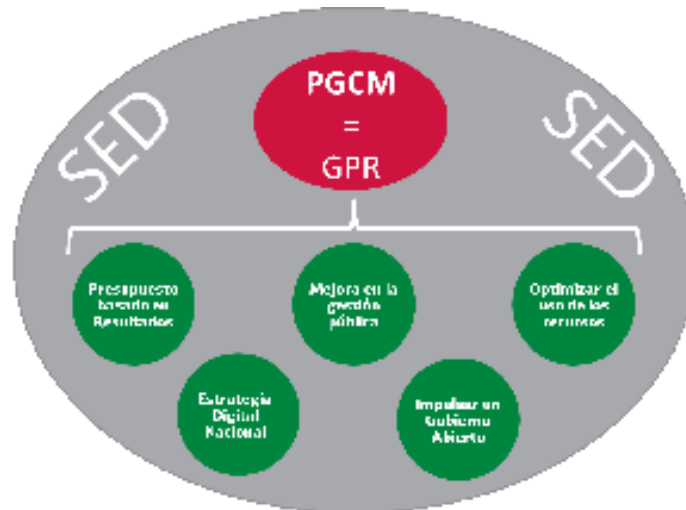 SED
PGCM
=
GPR
SED
Presupuesto
basado en
Resultados
Mejora en la
gestión
pública
Optimizar el
uso de los
recursos
Estrategia
Digital
Nacional
Impulsar un
Gobierno
Abierto